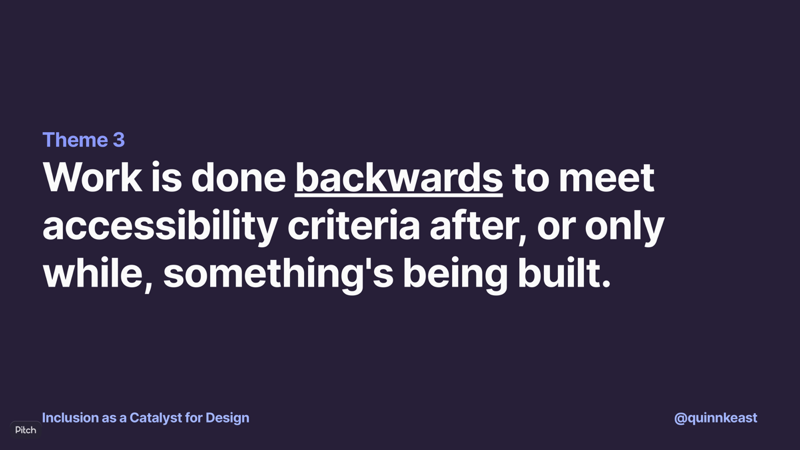 Theme 3
Work is done backwards to meet
accessibility criteria after, or only
while, something's being built.
Inclusion as a Catalyst for Design
@quinnkeast
Pitch